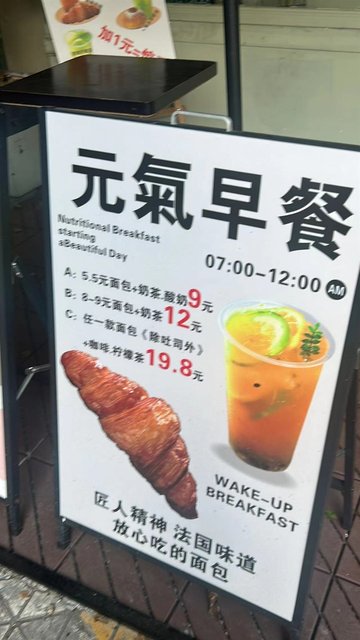 加1元=
元氣早餐
Nutritional Breakfast
starting
aBeautiful Day
07:00-12:00 AM
A: 5.5元面包+奶茶.酸奶9元
B: 8-9元面包+奶茶12元
C: 任一款面包《除吐司外》
+咖啡.柠檬茶19.8元
WAKE-UP
BREAKFAST
匠人精神 法国味道
放心吃的面包